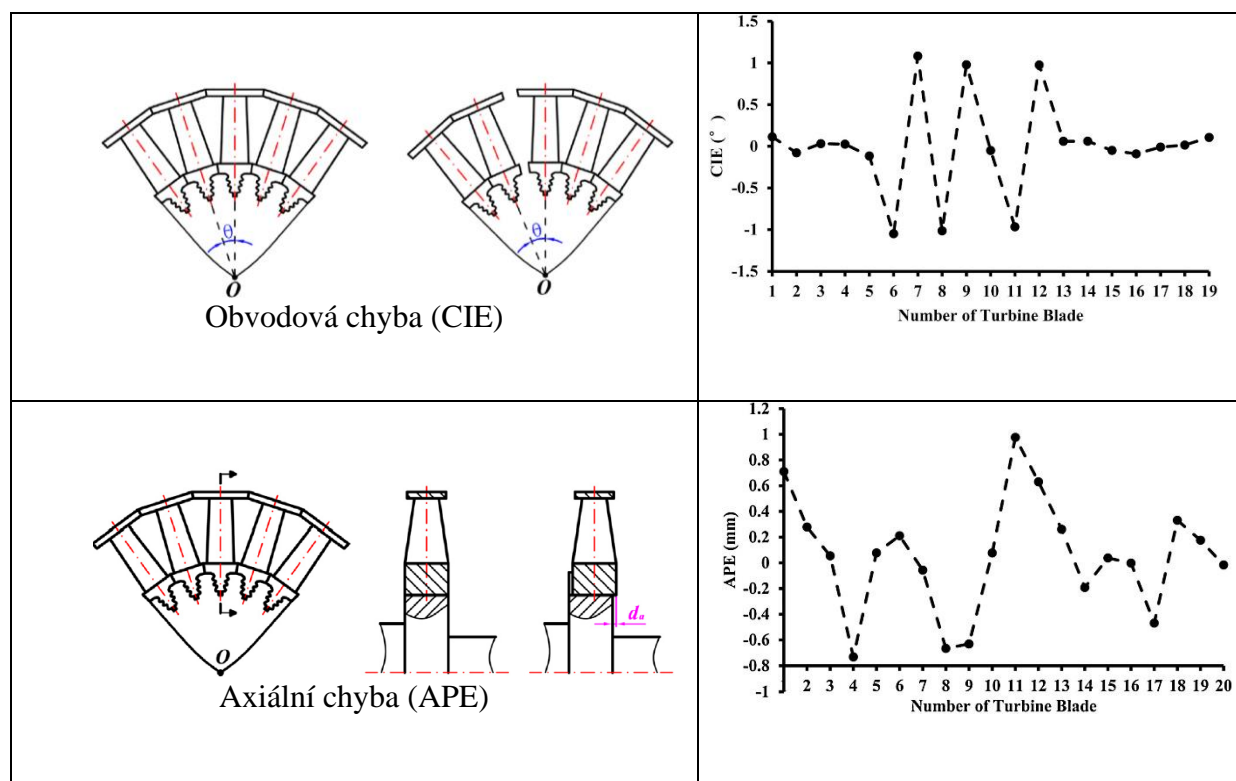 θ
θ
O
O
Obvodová chyba (CIE)
1.5
1
0.5
0
-0.5
-1
-1.5
CIE (°)
1 2 3 4 5 6 7 8 9 10 11 12 13 14 15 16 17 18 19
Number of Turbine Blade
O
dₐ
Axiální chyba (APE)
1.2
1
0.8
0.6
0.4
0.2
0
-0.2
-0.4
-0.6
-0.8
-1
APE (mm)
1 2 3 4 5 6 7 8 9 10 11 12 13 14 15 16 17 18 19 20
Number of Turbine Blade